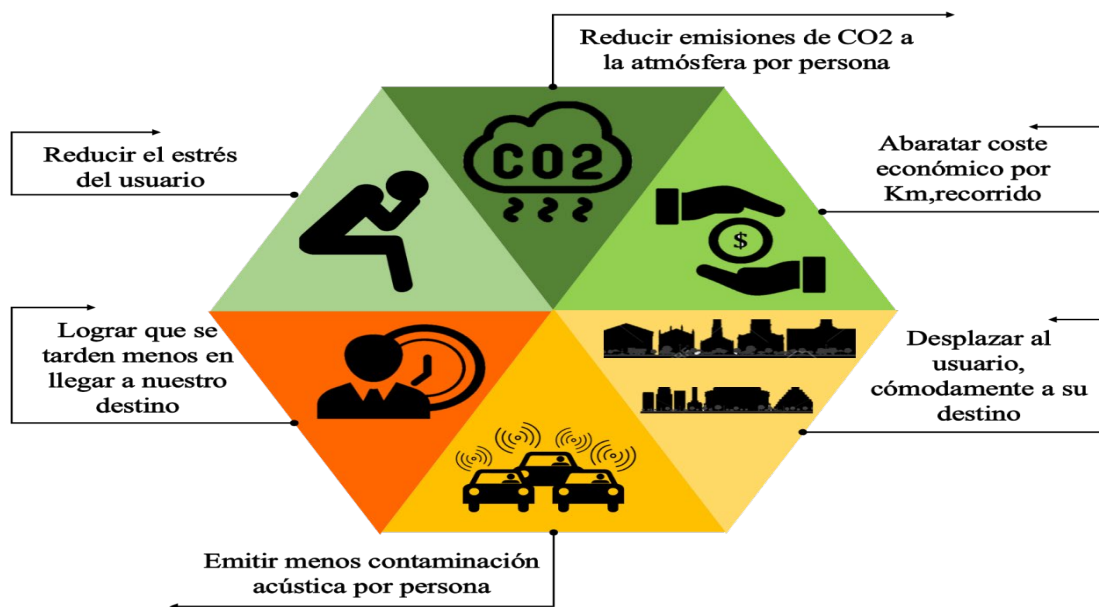 Reducir emisiones de CO2 a
la atmósfera por persona
Reducir el estrés
del usuario
CO2
Abaratar coste
económico por
Km,recorrido
$
Lograr que se
tarden menos en
llegar a nuestro
destino
Desplazar al
usuario,
cómodamente a su
destino
Emitir menos contaminación
acústica por persona